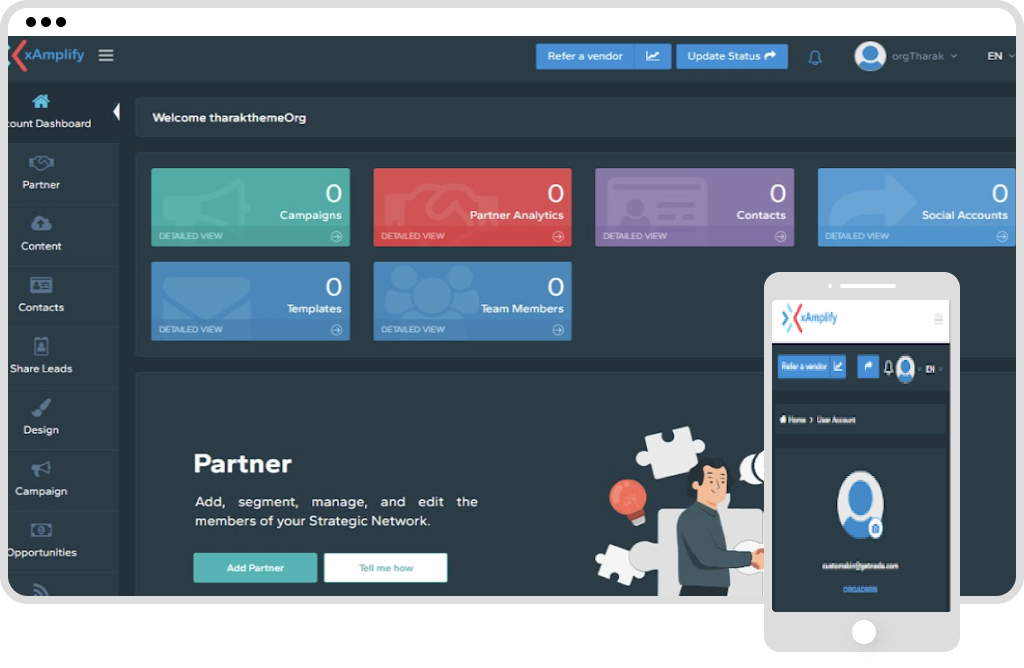 xAmplify
Refer a vendor
Update Status
orgTharak
EN
count Dashboard
Welcome tharakthemeOrg
Partner
Content
Contacts
Share Leads
Design
Campaign
Opportunities
0
Campaigns
DETAILED VIEW
0
Partner Analytics
DETAILED VIEW
0
Contacts
DETAILED VIEW
0
Social Accounts
DETAILED VIEW
0
Templates
DETAILED VIEW
0
Team Members
DETAILED VIEW
Partner
Add, segment, manage, and edit the
members of your Strategic Network.
Add Partner
Tell me how
xAmplify
Refer a vendor
EN
Home
User Account
ORGADMIN